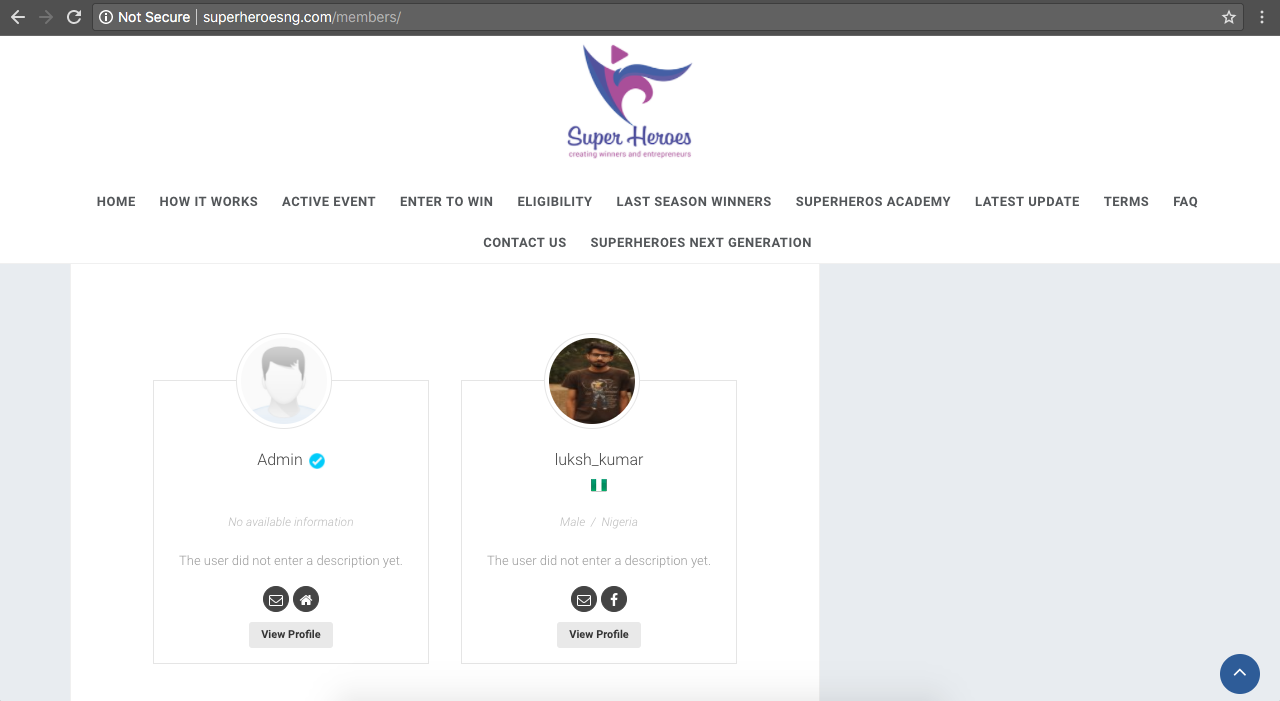 Not Secure | superheroesng.com/members/
Super Heroes
creating winners and entrepreneurs
HOME HOW IT WORKS ACTIVE EVENT ENTER TO WIN ELIGIBILITY LAST SEASON WINNERS SUPERHEROS ACADEMY LATEST UPDATE TERMS FAQ
CONTACT US SUPERHEROES NEXT GENERATION
Admin
No available information
The user did not enter a description yet.
View Profile
luksh_kumar
Male / Nigeria
The user did not enter a description yet.
View Profile